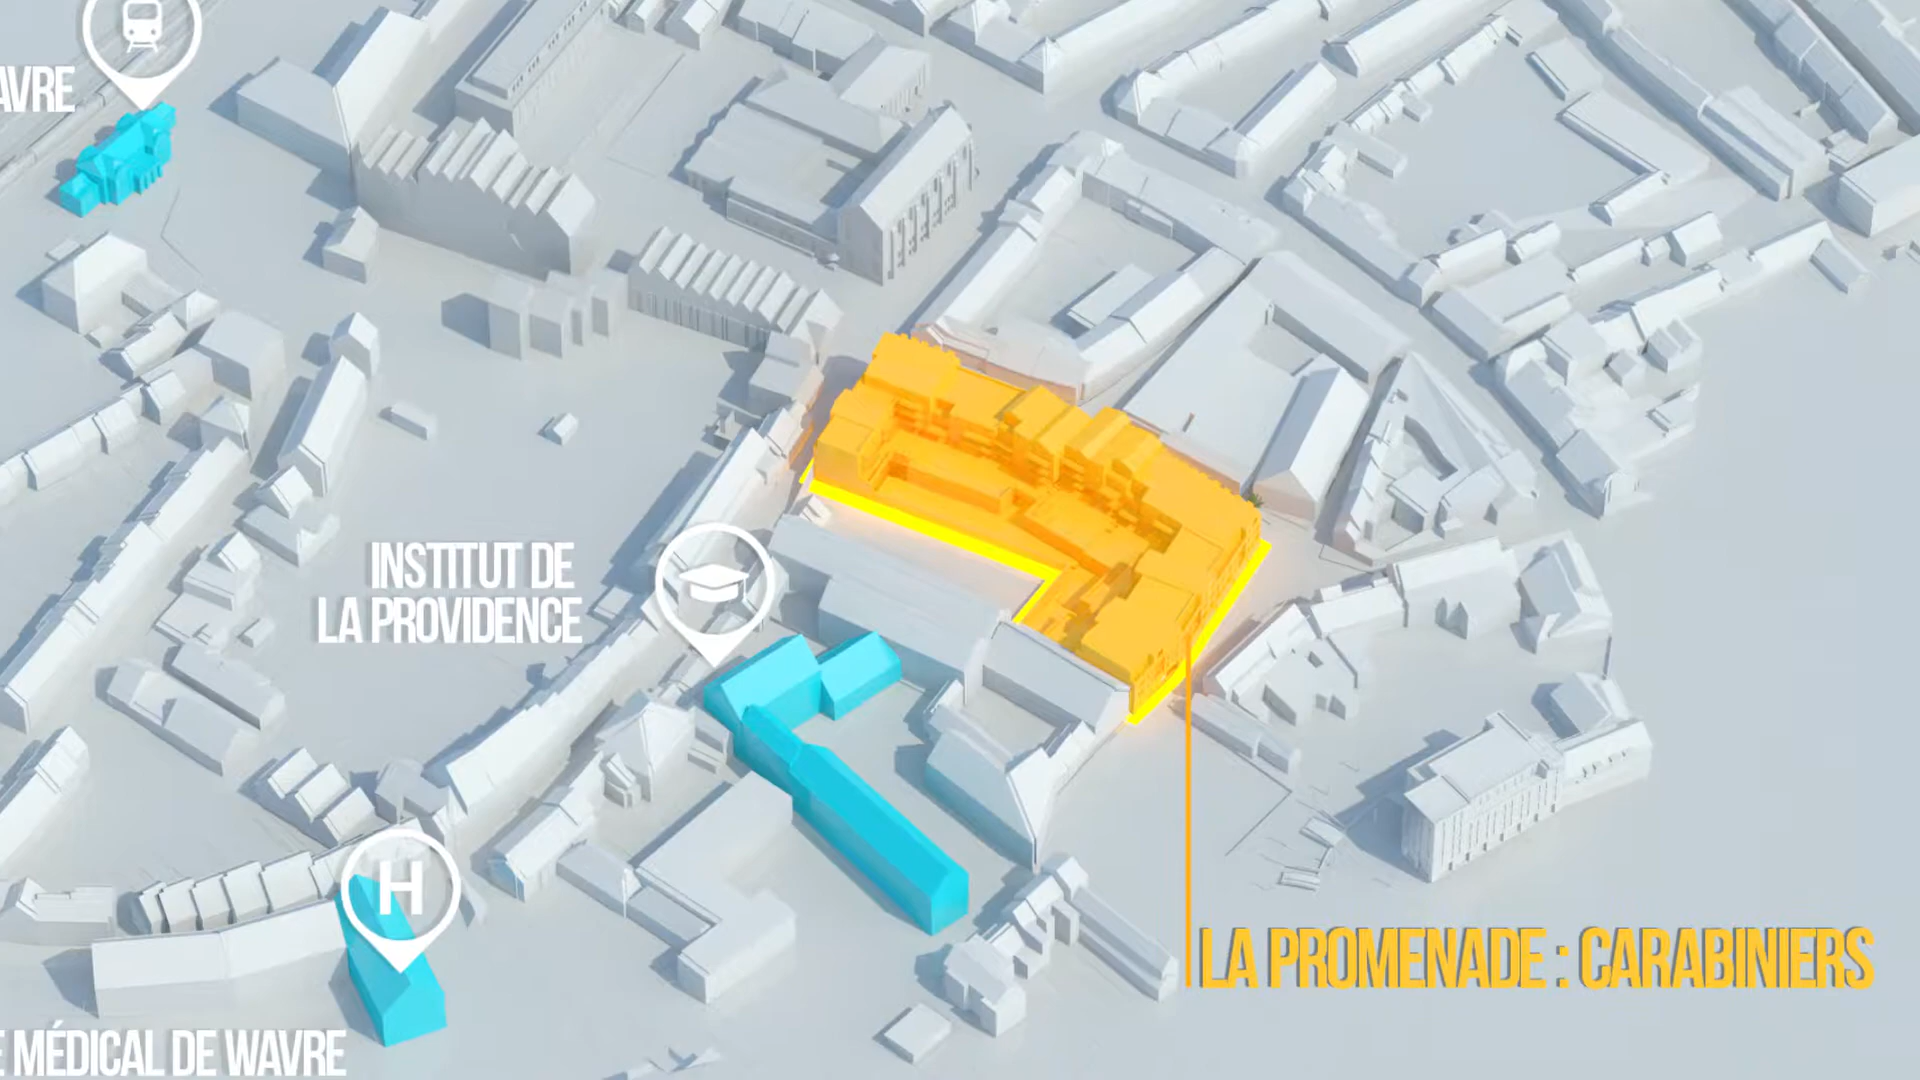 AVRE
INSTITUT DE
LA PROVIDENCE
H
LA PROMENADE : CARABINIERS
E MÉDICAL DE WAVRE